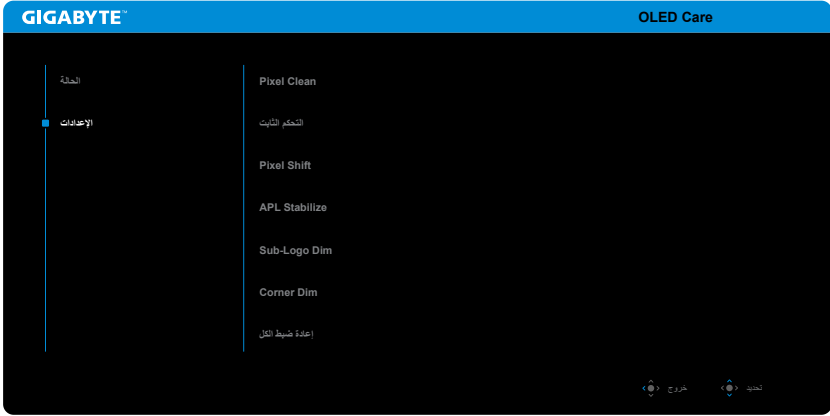 GIGABYTE™
OLED Care
الحالة
الإعدادات
Pixel Clean
التحكم الثابت
Pixel Shift
APL Stabilize
Sub-Logo Dim
Corner Dim
إعادة ضبط الكل
خروج
تحديد